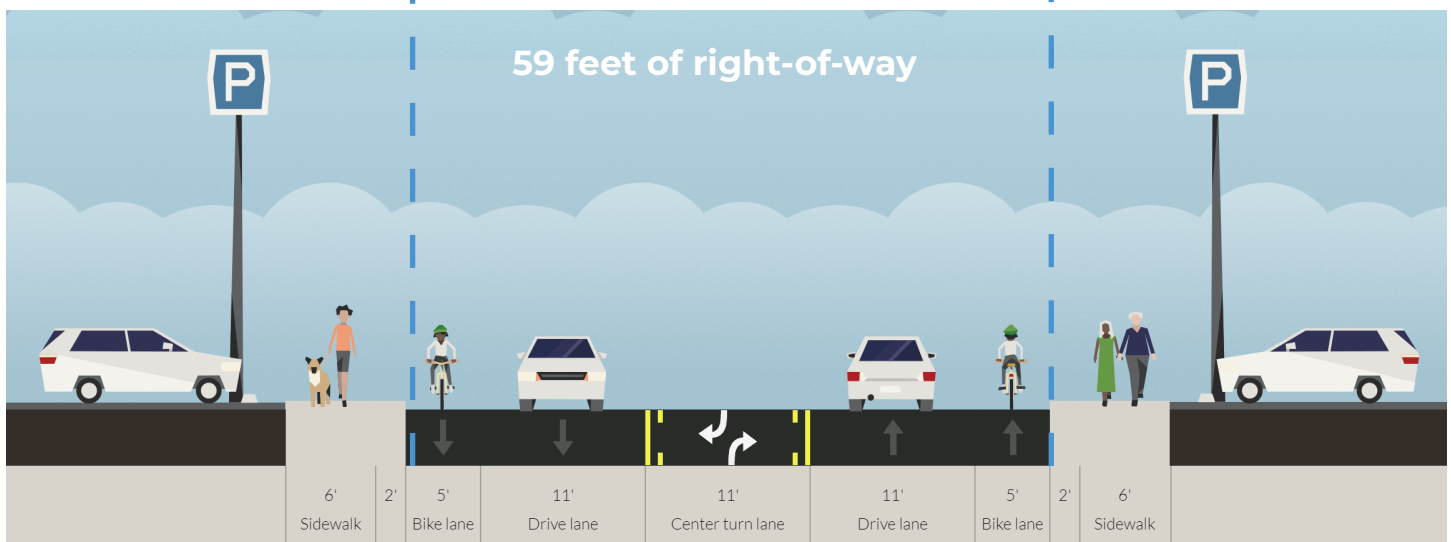 59 feet of right-of-way
P
P
6' 2' 5' 11' 11' 11' 5' 2' 6'
Sidewalk Bike lane Drive lane Center turn lane Drive lane Bike lane Sidewalk